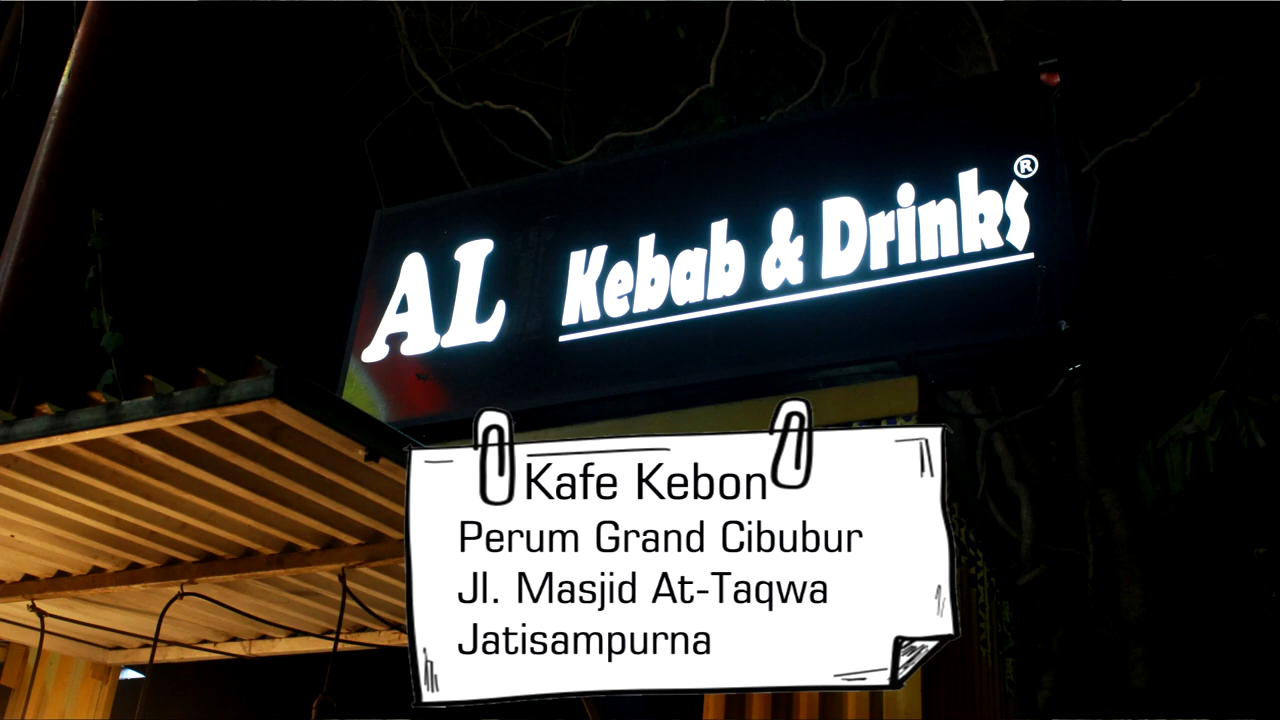 AL Kebab & Drinks®
Kafe Kebon
Perum Grand Cibubur
Jl. Masjid At-Taqwa
Jatisampurna